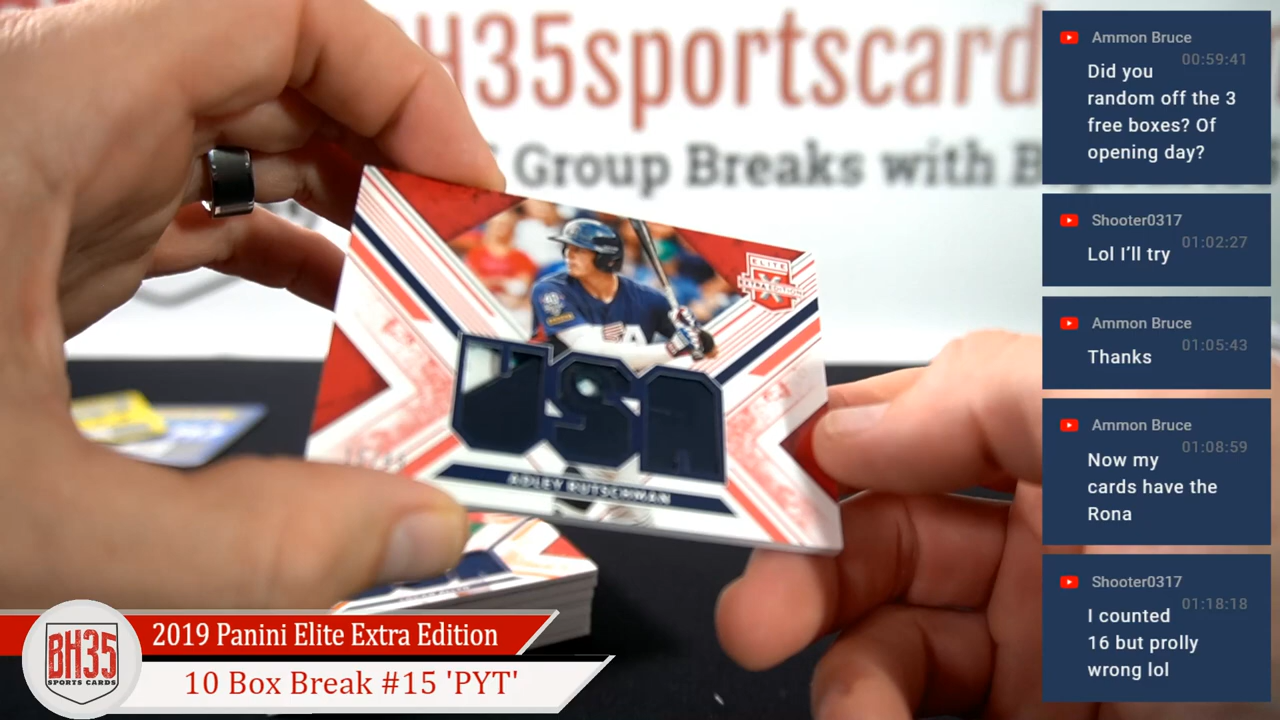 H35sportscard
Group Breaks with B
ELITE
EXTRA EDITION
USA
ADLEY RUTSCHMAN
2019 Panini Elite Extra Edition
10 Box Break #15 'PYT'
BH35
SPORTS CARDS
Ammon Bruce
00:59:41
Did you
random off the 3
free boxes? Of
opening day?
Shooter0317
01:02:27
Lol I’ll try
Ammon Bruce
01:05:43
Thanks
Ammon Bruce
01:08:59
Now my
cards have the
Rona
Shooter0317
01:18:18
I counted
16 but prolly
wrong lol